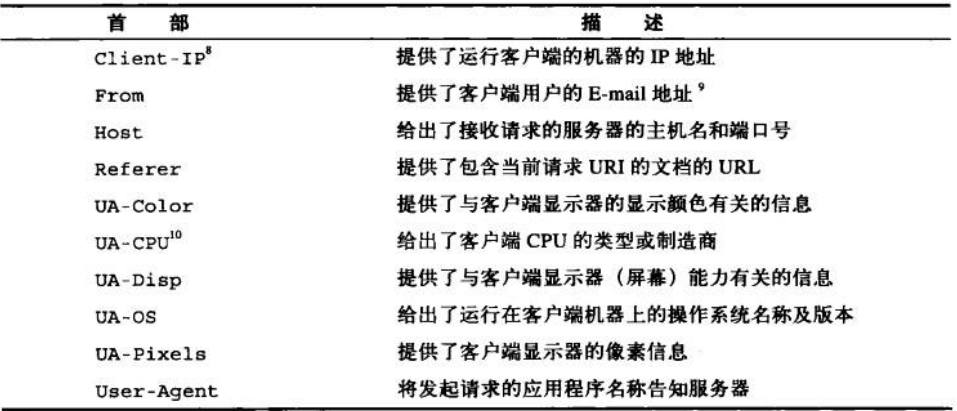 首 部 描 述
Client-IP⁸ 提供了运行客户端的机器的 IP 地址
From 提供了客户端用户的 E-mail 地址⁹
Host 给出了接收请求的服务器的主机名和端口号
Referer 提供了包含当前请求 URI 的文档的 URL
UA-Color 提供了与客户端显示器的显示颜色有关的信息
UA-CPU¹⁰ 给出了客户端 CPU 的类型或制造商
UA-Disp 提供了与客户端显示器（屏幕）能力有关的信息
UA-OS 给出了运行在客户端机器上的操作系统名称及版本
UA-Pixels 提供了客户端显示器的像素信息
User-Agent 将发起请求的应用程序名称告知服务器